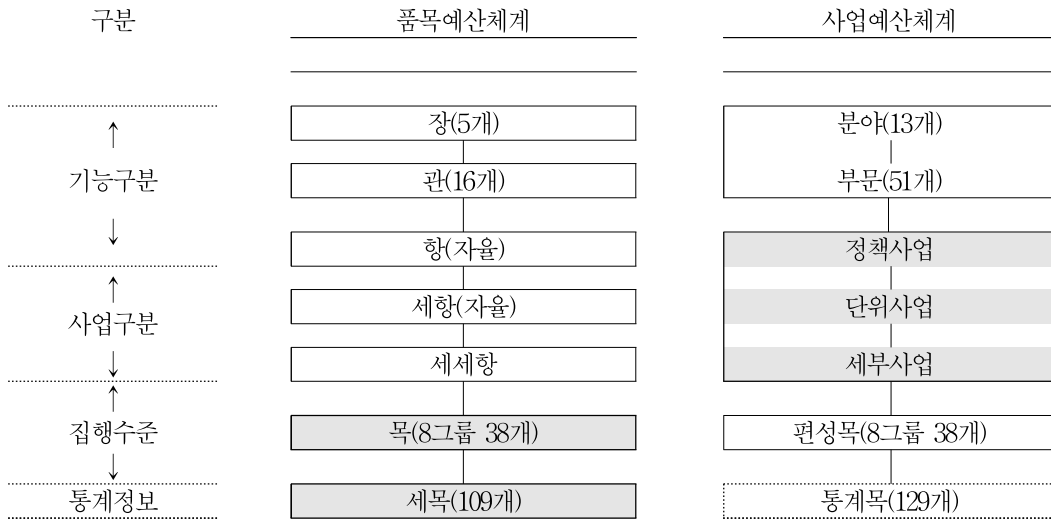 구분 품목예산체계 사업예산체계
장(5개) 분야(13개)
기능구분 관(16개) 부문(51개)
항(자율) 정책사업
세항(자율) 단위사업
사업구분
세세항 세부사업
집행수준 목(8그룹 38개) 편성목(8그룹 38개)
통계정보 세목(109개) 통계목(129개)